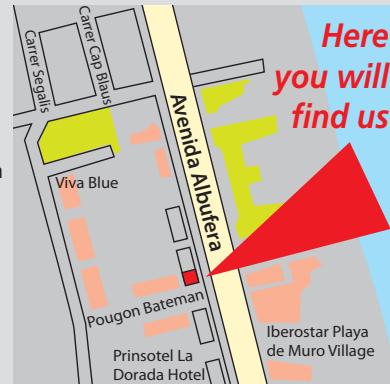 Carrer Segalis
Carrer Cap
Blaus
Here
you will
find us
Avenida Albufera
Viva Blue
Pougon Bateman
Iberostar Playa
de Muro Village
Prinsotel La
Dorada Hotel